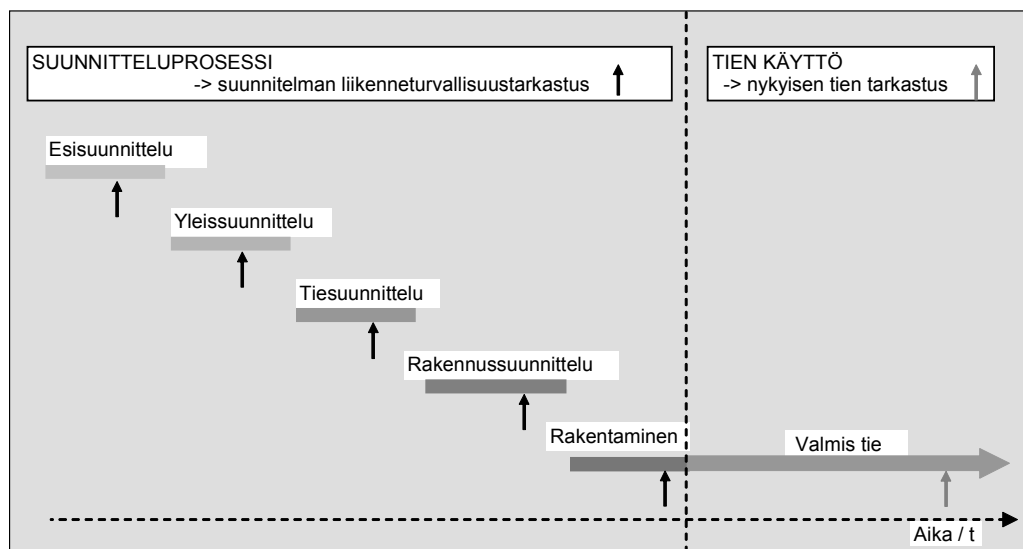 SUUNNITTELUPROSESSI
-> suunnitelman liikenneturvallisuustarkastus
TIEN KÄYTTÖ
-> nykyisen tien tarkastus
Esisuunnittelu
Yleissuunnittelu
Tiesuunnittelu
Rakennussuunnittelu
Rakentaminen
Valmis tie
Aika / t